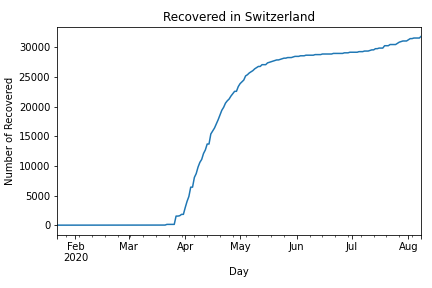 Recovered in Switzerland
Number of Recovered
30000
25000
20000
15000
10000
5000
0
Feb Mar Apr May Jun Jul Aug
2020
Day